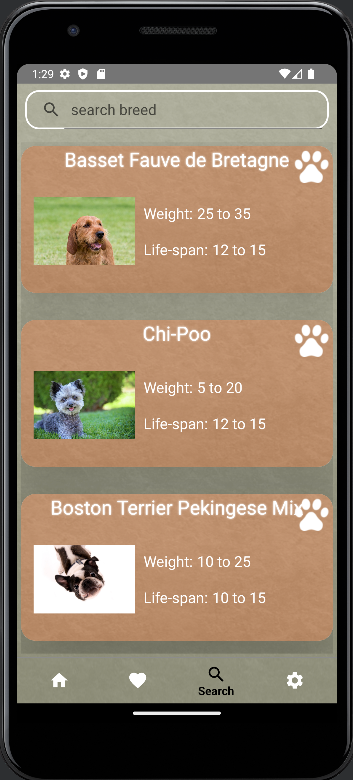 1:29
search breed
Basset Fauve de Bretagne
Weight: 25 to 35
Life-span: 12 to 15
Chi-Poo
Weight: 5 to 20
Life-span: 12 to 15
Boston Terrier Pekingese Mix
Weight: 10 to 25
Life-span: 10 to 15
Search